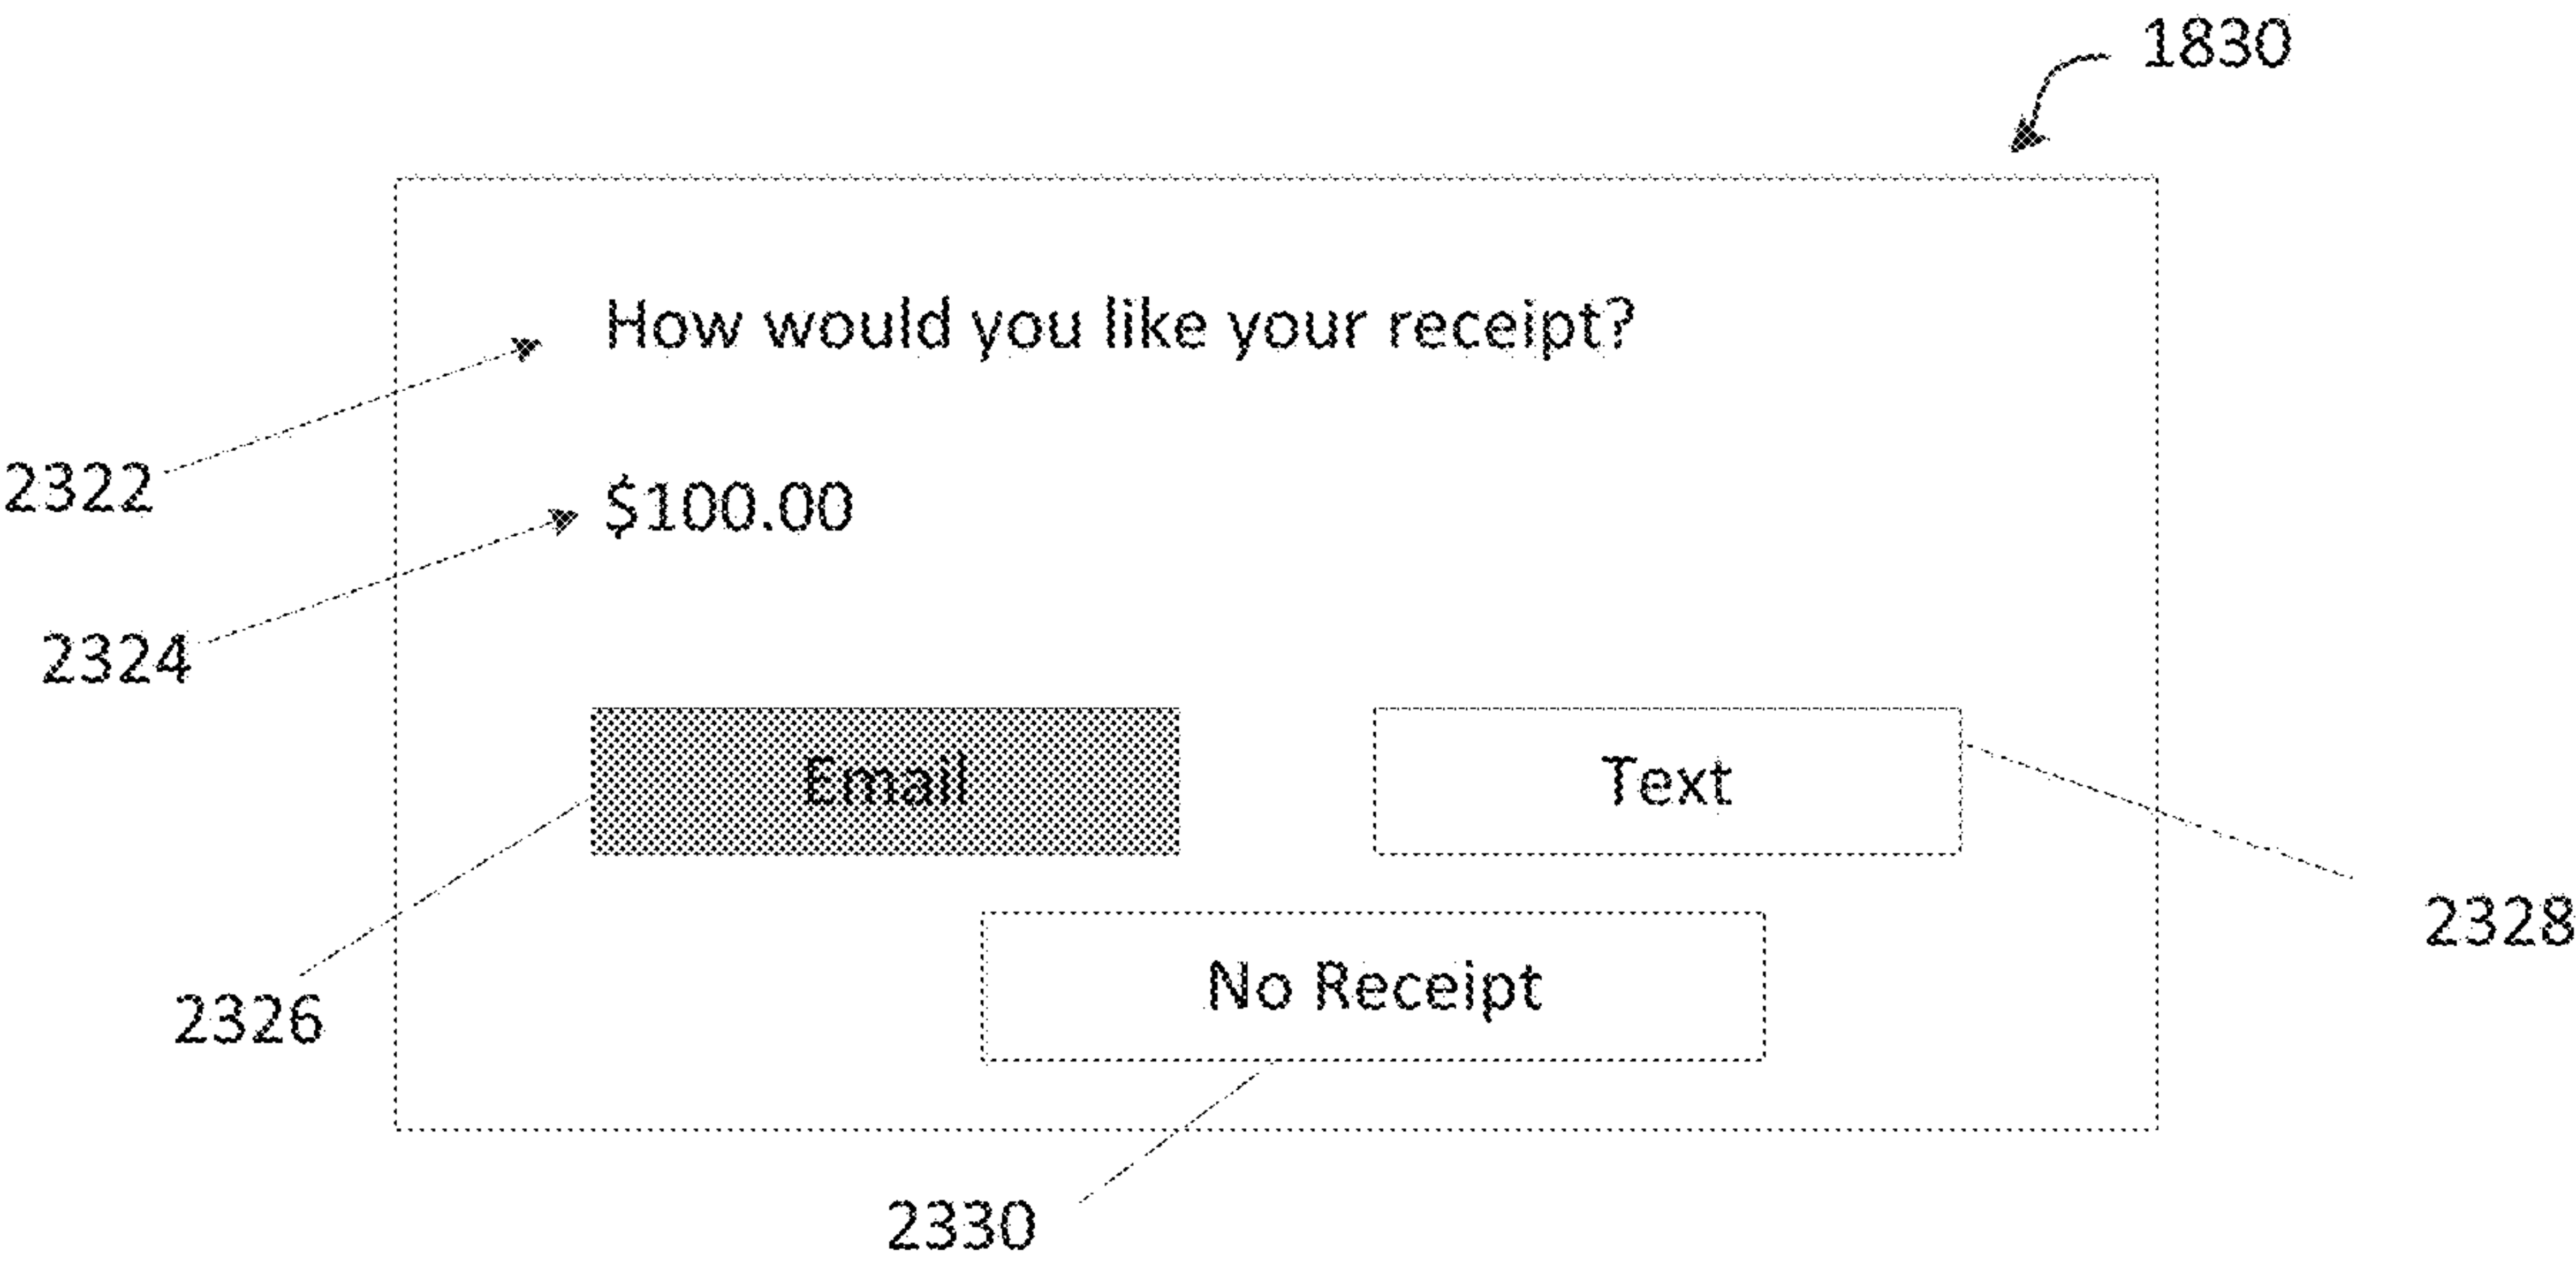 1830
How would you like your receipt?
2322
$100.00
2324
Email
Text
2328
No Receipt
2326
2330